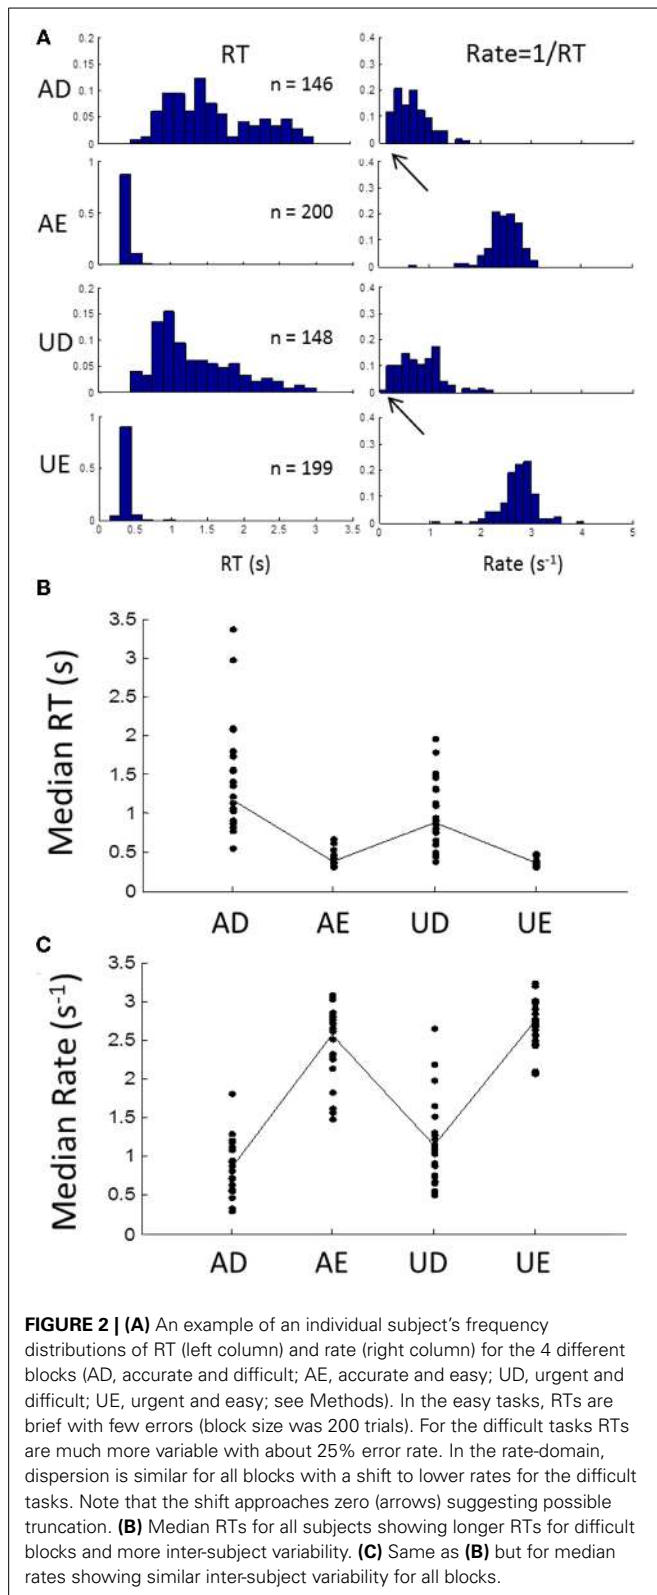 A
RT
Rate=1/RT
AD
0.2
0.15
0.1
0.05
0
n = 146
0.4
0.3
0.2
0.1
0
AE
1
0.5
0
n = 200
0.4
0.3
0.2
0.1
0
UD
0.2
0.15
0.1
0.05
0
n = 148
0.4
0.3
0.2
0.1
0
UE
1
0.5
0
n = 199
0.4
0.3
0.2
0.1
0
0 0.5 1 1.5 2 2.5 3 3.5
0 1 2 3 4 5
RT (s)
Rate (s-1)
B
Median RT (s)
3.5
3
2.5
2
1.5
1
0.5
0
AD AE UD UE
C
Median Rate (s-1)
3.5
3
2.5
2
1.5
1
0.5
0
AD AE UD UE
FIGURE 2 | (A) An example of an individual subject's frequency
distributions of RT (left column) and rate (right column) for the 4 different
blocks (AD, accurate and difficult; AE, accurate and easy; UD, urgent and
difficult; UE, urgent and easy; see Methods). In the easy tasks, RTs are
brief with few errors (block size was 200 trials). For the difficult tasks RTs
are much more variable with about 25% error rate. In the rate-domain,
dispersion is similar for all blocks with a shift to lower rates for the difficult
tasks. Note that the shift approaches zero (arrows) suggesting possible
truncation. (B) Median RTs for all subjects showing longer RTs for difficult
blocks and more inter-subject variability. (C) Same as (B) but for median
rates showing similar inter-subject variability for all blocks.